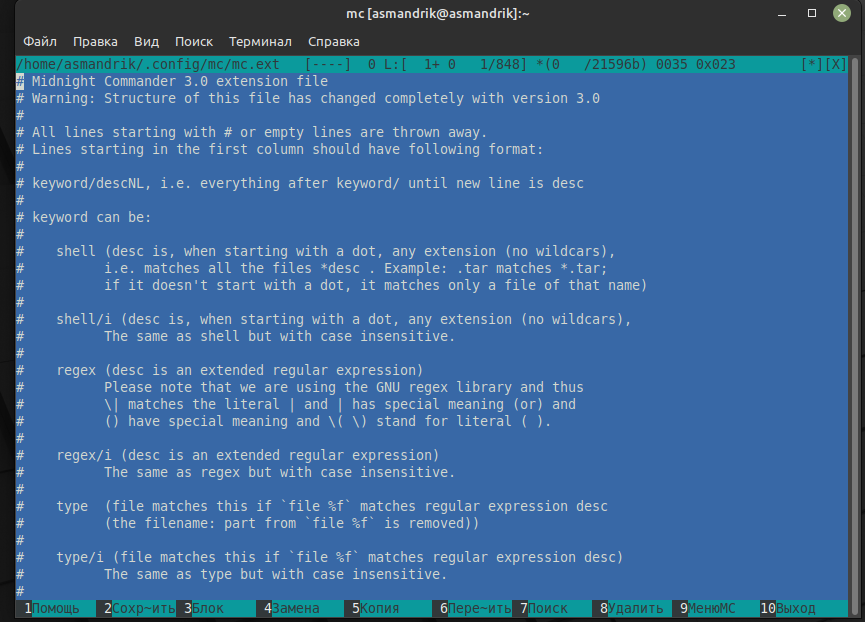 mc [asmandrik@asmandrik]:~
Файл Правка Вид Поиск Терминал Справка
/home/asmandrik/.config/mc/mc.ext [----] 0 L:[ 1+ 0 1/848] *(0 /21596b) 0035 0x023 [*][X]
# Midnight Commander 3.0 extension file
# Warning: Structure of this file has changed completely with version 3.0
#
# All lines starting with # or empty lines are thrown away.
# Lines starting in the first column should have following format:
#
# keyword/descNL, i.e. everything after keyword/ until new line is desc
#
# keyword can be:
#
# shell (desc is, when starting with a dot, any extension (no wildcars),
# i.e. matches all the files *desc . Example: .tar matches *.tar;
# if it doesn't start with a dot, it matches only a file of that name)
#
# shell/i (desc is, when starting with a dot, any extension (no wildcars),
# The same as shell but with case insensitive.
#
# regex (desc is an extended regular expression)
# Please note that we are using the GNU regex library and thus
# \| matches the literal | and | has special meaning (or) and
# () have special meaning and \( \) stand for literal ( ).
#
# regex/i (desc is an extended regular expression)
# The same as regex but with case insensitive.
#
# type (file matches this if `file %f` matches regular expression desc
# (the filename: part from `file %f` is removed))
#
# type/i (file matches this if `file %f` matches regular expression desc)
# The same as type but with case insensitive.
#
1Помощь 2Сохр~ить 3Блок 4Замена 5Копия 6Пере~ить 7Поиск 8Удалить 9МенюMC 10Выход